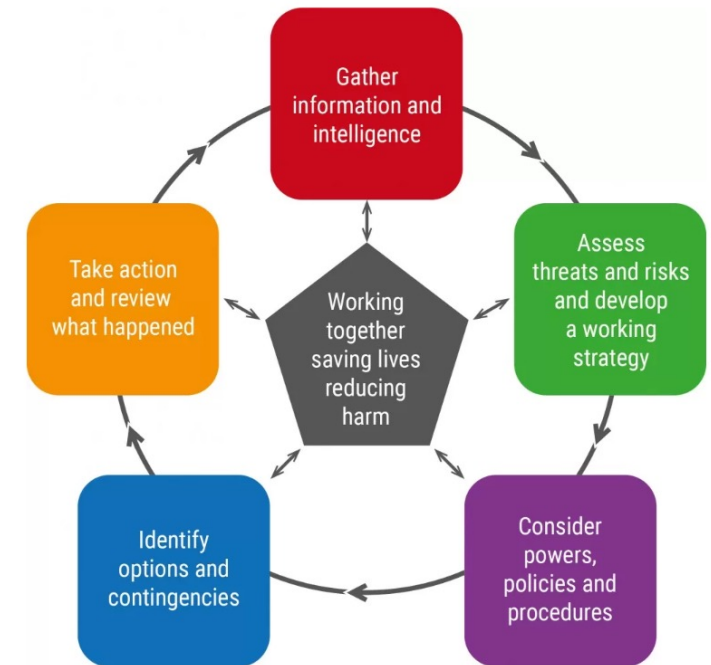 Gather
information and
intelligence
Assess
threats and risks
and develop
a working
strategy
Consider
powers,
policies and
procedures
Identify
options and
contingencies
Take action
and review
what happened
Working
together
saving lives
reducing
harm